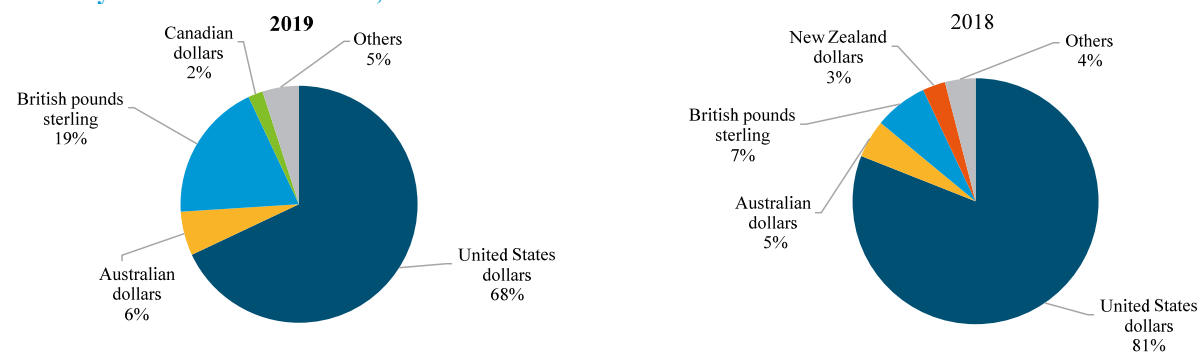 2019
Canadian
dollars
2%
Others
5%
British pounds
sterling
19%
Australian
dollars
6%
United States
dollars
68%
2018
New Zealand
dollars
3%
Others
4%
British pounds
sterling
7%
Australian
dollars
5%
United States
dollars
81%